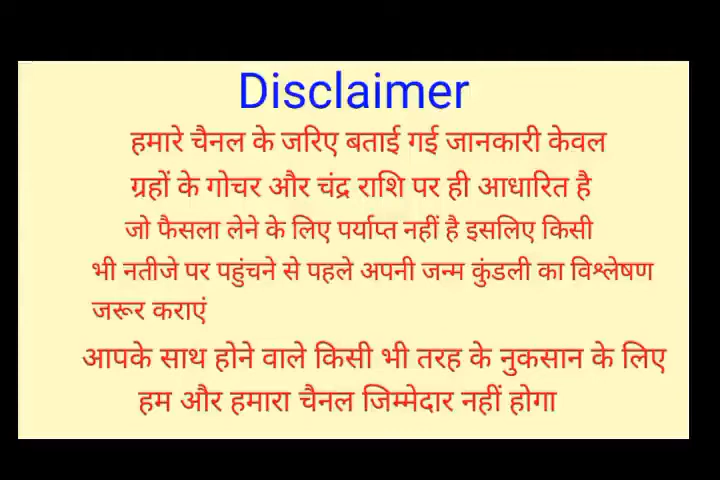 Disclaimer
हमारे चैनल के जरिए बताई गई जानकारी केवल
ग्रहों के गोचर और चंद्र राशि पर ही आधारित है
जो फैसला लेने के लिए पर्याप्त नहीं है इसलिए किसी
भी नतीजे पर पहुंचने से पहले अपनी जन्म कुंडली का विश्लेषण
जरूर कराएं
आपके साथ होने वाले किसी भी तरह के नुकसान के लिए
हम और हमारा चैनल जिम्मेदार नहीं होगा